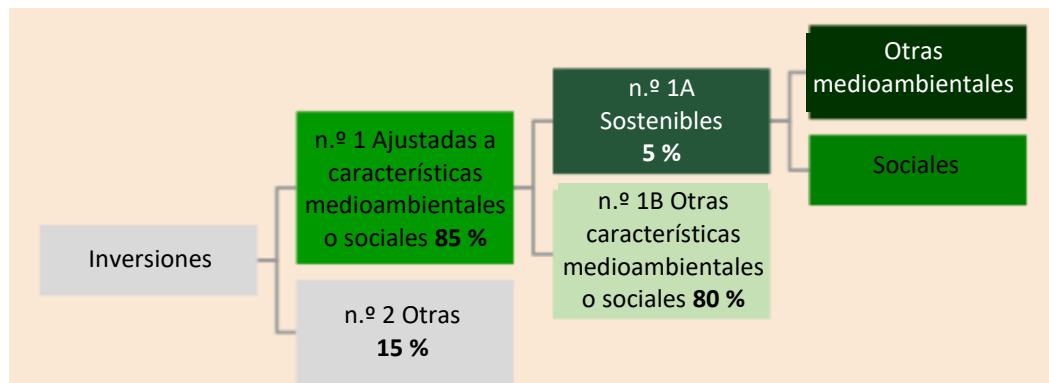 Inversiones
n.º 1 Ajustadas a
características
medioambientales
o sociales 85 %
n.º 2 Otras
15 %
n.º 1A
Sostenibles
5 %
n.º 1B Otras
características
medioambientales
o sociales 80 %
Otras
medioambientales
Sociales